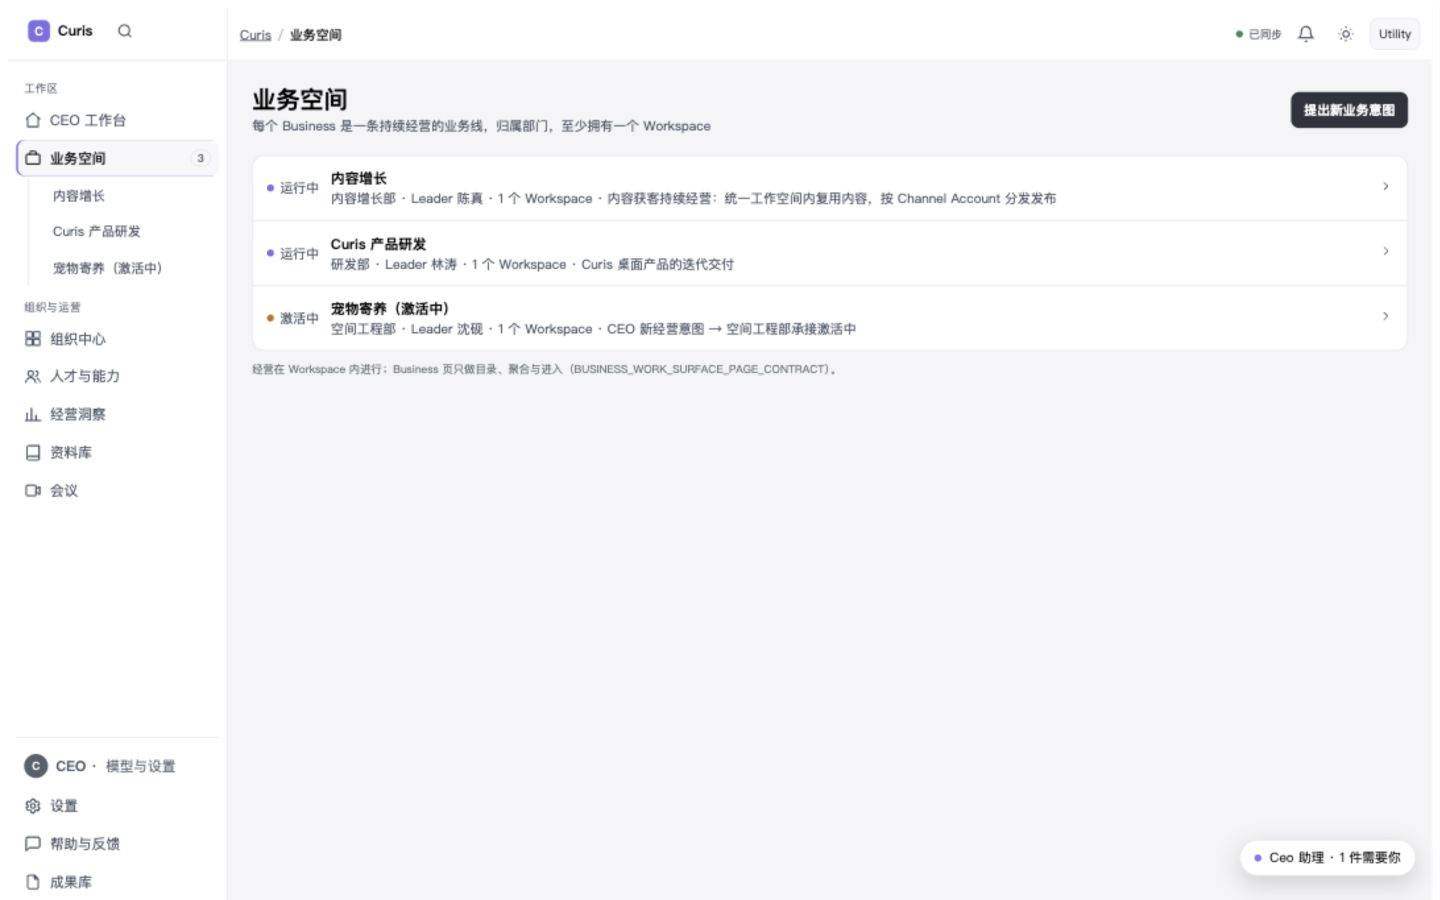 C Curis
Curis / 业务空间
已同步
Utility
工作区
CEO 工作台
业务空间 3
内容增长
Curis 产品研发
宠物寄养（激活中）
组织与运营
组织中心
人才与能力
经营洞察
资料库
会议
C CEO · 模型与设置
设置
帮助与反馈
成果库
业务空间
每个 Business 是一条持续经营的业务线，归属部门，至少拥有一个 Workspace
提出新业务意图
运行中
内容增长
内容增长部 · Leader 陈真 · 1 个 Workspace · 内容获客持续经营：统一工作空间内复用内容，按 Channel Account 分发发布
运行中
Curis 产品研发
研发部 · Leader 林涛 · 1 个 Workspace · Curis 桌面产品的迭代交付
激活中
宠物寄养（激活中）
空间工程部 · Leader 沈砚 · 1 个 Workspace · CEO 新经营意图 → 空间工程部承接激活中
经营在 Workspace 内进行；Business 页只做目录、聚合与进入（BUSINESS_WORK_SURFACE_PAGE_CONTRACT）。
Ceo 助理 · 1 件需要你